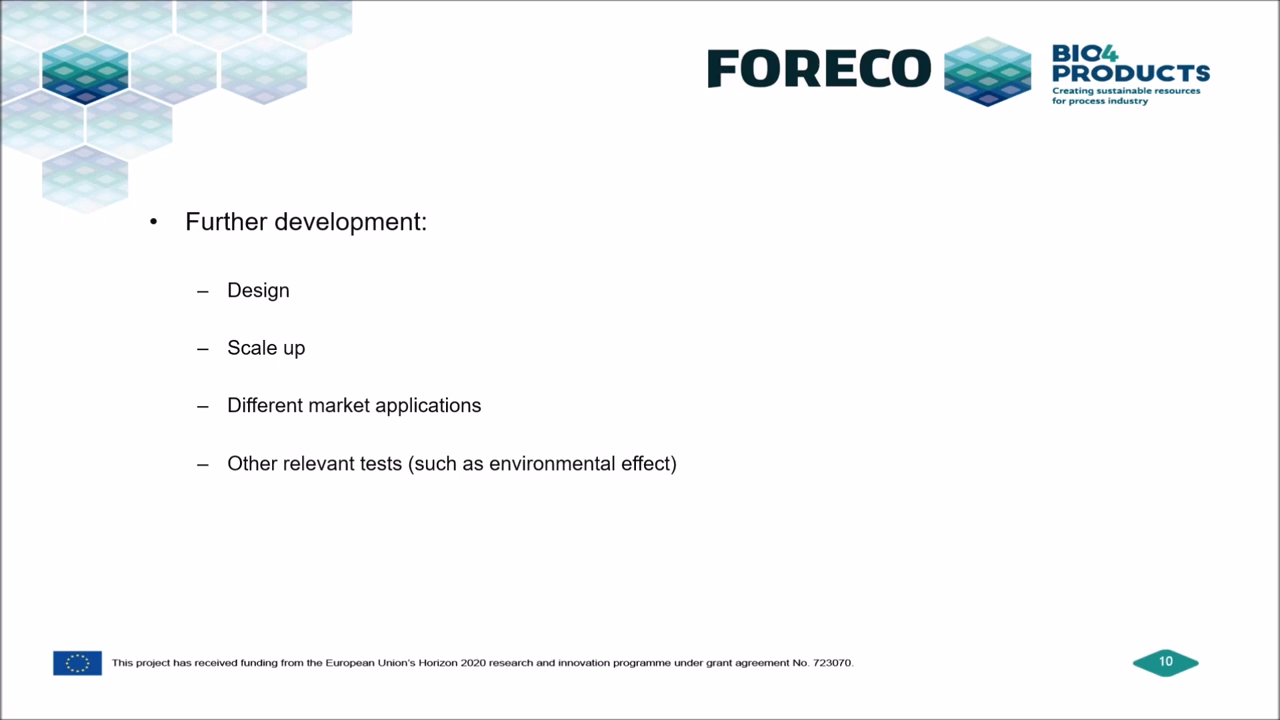 FORECO
BIO4
PRODUCTS
Creating sustainable resources
for process industry
• Further development:
– Design
– Scale up
– Different market applications
– Other relevant tests (such as environmental effect)
This project has received funding from the European Union's Horizon 2020 research and innovation programme under grant agreement No. 723070.
10